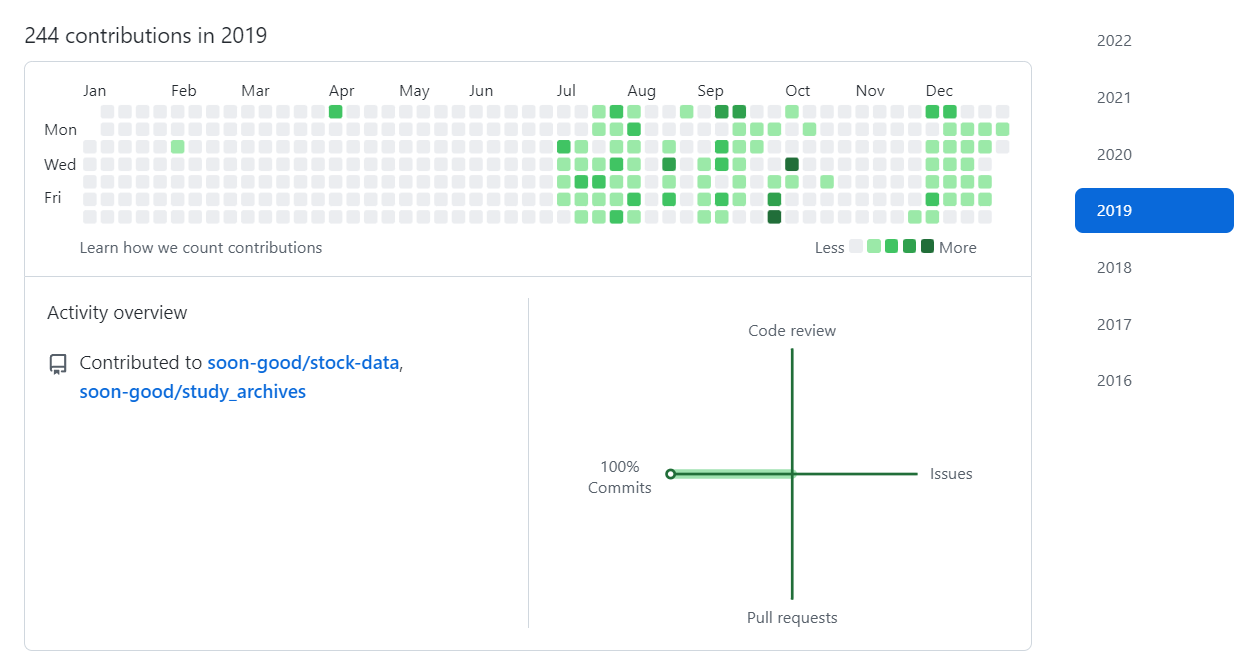 244 contributions in 2019
Jan Feb Mar Apr May Jun Jul Aug Sep Oct Nov Dec
Mon
Wed
Fri
Learn how we count contributions
Less More
Activity overview
Contributed to soon-good/stock-data,
soon-good/study_archives
Code review
100%
Commits
Issues
Pull requests
2022
2021
2020
2019
2018
2017
2016